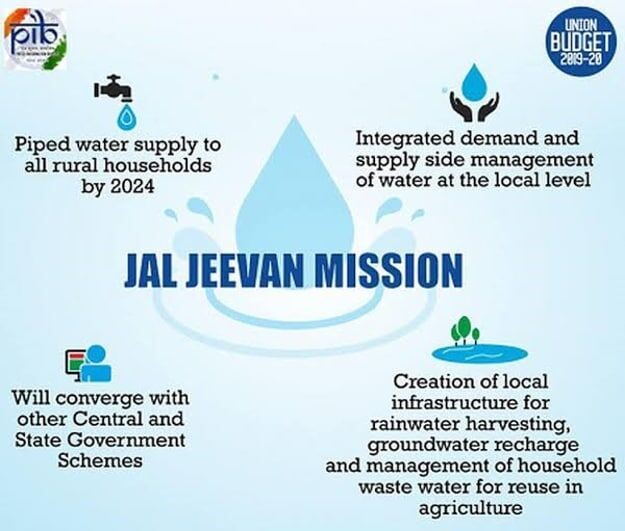 pib
UNION
BUDGET
2019-20
Piped water supply to
all rural households
by 2024
Integrated demand and
supply side management
of water at the local level
JAL JEEVAN MISSION
Will converge with
other Central and
State Government
Schemes
Creation of local
infrastructure for
rainwater harvesting,
groundwater recharge
and management of household
waste water for reuse in
agriculture